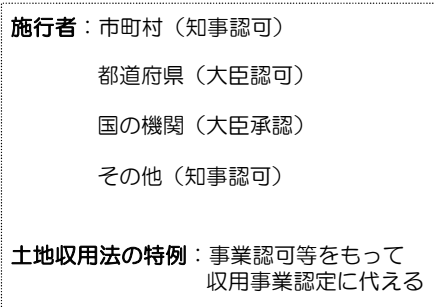 施行者：市町村（知事認可）
都道府県（大臣認可）
国の機関（大臣承認）
その他（知事認可）
土地収用法の特例：事業認可等をもって
収用事業認定に代える